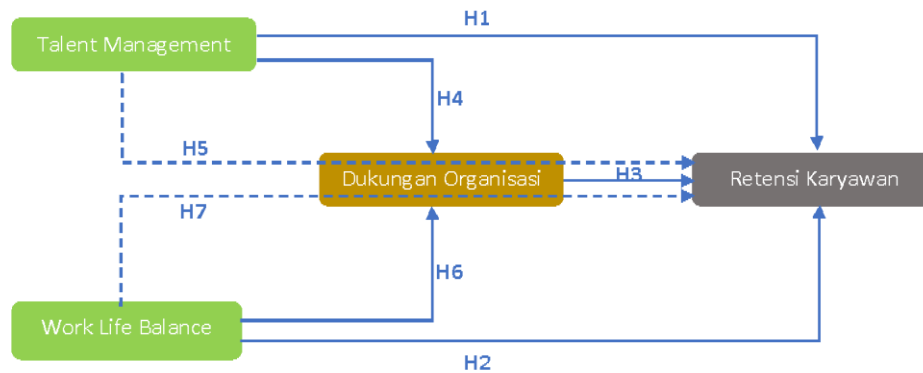 H1
Talent Management
H4
H5
Dukungan Organisasi
H3
Retensi Karyawan
H7
H6
Work Life Balance
H2